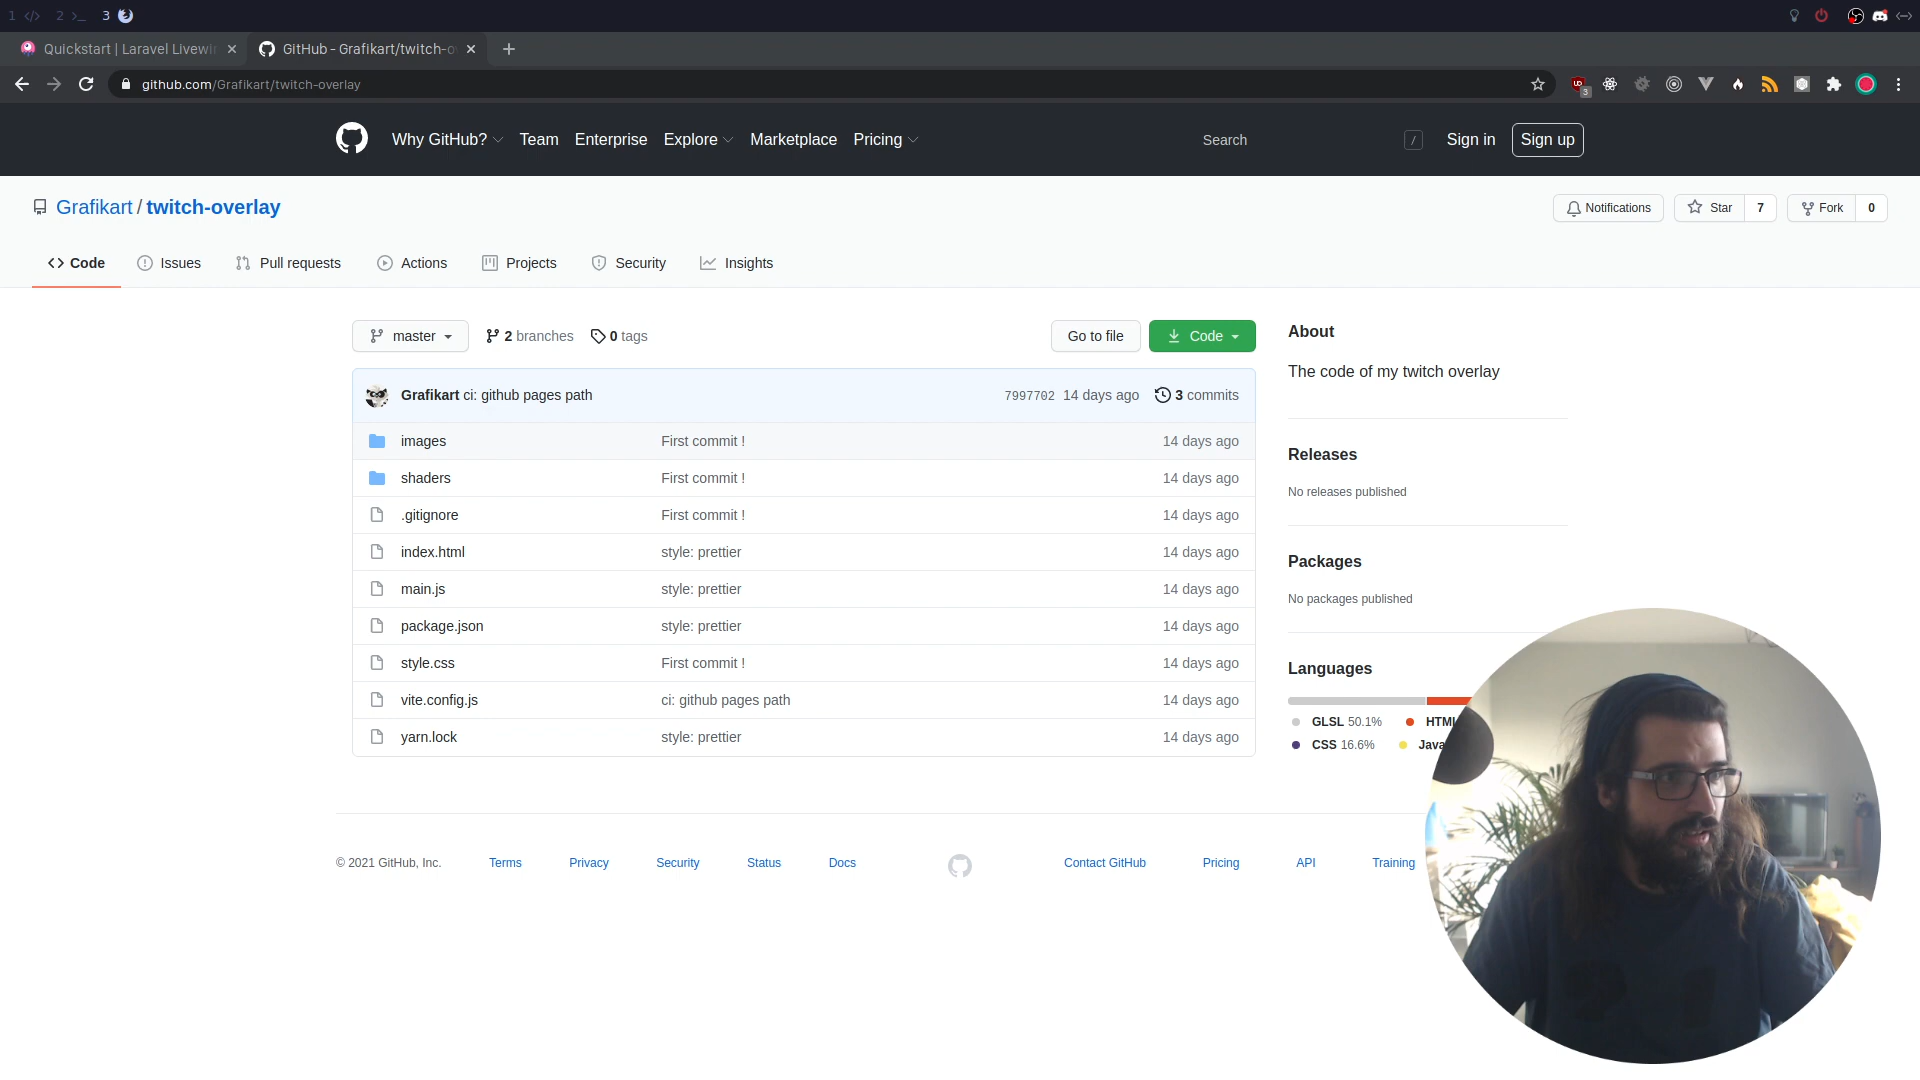 1 </> 2 >_ 3
Quickstart | Laravel Livewi
GitHub - Grafikart/twitch-o
github.com/Grafikart/twitch-overlay
3
Why GitHub? Team Enterprise Explore Marketplace Pricing
Search /
Sign in Sign up
Grafikart / twitch-overlay
Notifications Star 7 Fork 0
Code Issues Pull requests Actions Projects Security Insights
master 2 branches 0 tags
Go to file Code
Grafikart ci: github pages path 7997702 14 days ago 3 commits
images First commit ! 14 days ago
shaders First commit ! 14 days ago
.gitignore First commit ! 14 days ago
index.html style: prettier 14 days ago
main.js style: prettier 14 days ago
package.json style: prettier 14 days ago
style.css First commit ! 14 days ago
vite.config.js ci: github pages path 14 days ago
yarn.lock style: prettier 14 days ago
About
The code of my twitch overlay
Releases
No releases published
Packages
No packages published
Languages
GLSL 50.1% HTML
CSS 16.6% Java
© 2021 GitHub, Inc. Terms Privacy Security Status Docs Contact GitHub Pricing API Training